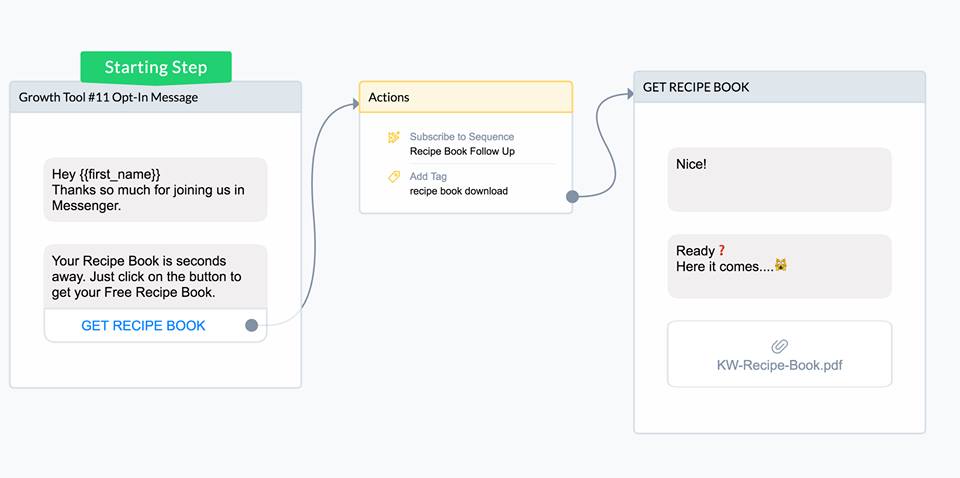 Starting Step
Growth Tool #11 Opt-In Message
Hey {{first_name}}
Thanks so much for joining us in
Messenger.
Your Recipe Book is seconds
away. Just click on the button to
get your Free Recipe Book.
GET RECIPE BOOK
Actions
Subscribe to Sequence
Recipe Book Follow Up
Add Tag
recipe book download
GET RECIPE BOOK
Nice!
Ready ❓
Here it comes....🙀
KW-Recipe-Book.pdf